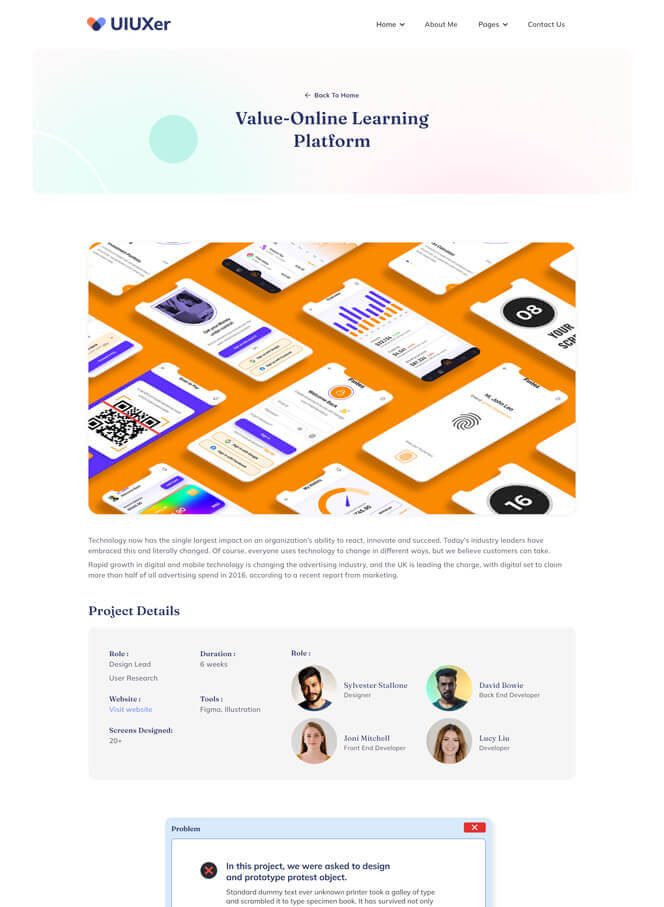 UIUXer
Home
About Me
Pages
Contact Us
Back To Home
Value-Online Learning
Platform
08
YOUR
Welcome Back
Hi, John Leo
16
Technology now has the single largest impact on an organization's ability to react, innovate and succeed. Today's industry leaders have
embraced this and literally changed. Of course, everyone uses technology to change in different ways, but we believe customers can take.
Rapid growth in digital and mobile technology is changing the advertising industry, and the UK is leading the charge, with digital set to claim
more than half of all advertising spend in 2016, according to a recent report from marketing.
Project Details
Role :
Design Lead
User Research
Duration :
6 weeks
Website :
Visit website
Tools :
Figma, Illustration
Screens Designed:
20+
Role :
Sylvester Stallone
Designer
David Bowie
Back End Developer
Joni Mitchell
Front End Developer
Lucy Liu
Developer
Problem
In this project, we were asked to design
and prototype protest object.
Standard dummy text ever unknown printer took a galley of type
and scrambled it to type specimen book. It has survived not only